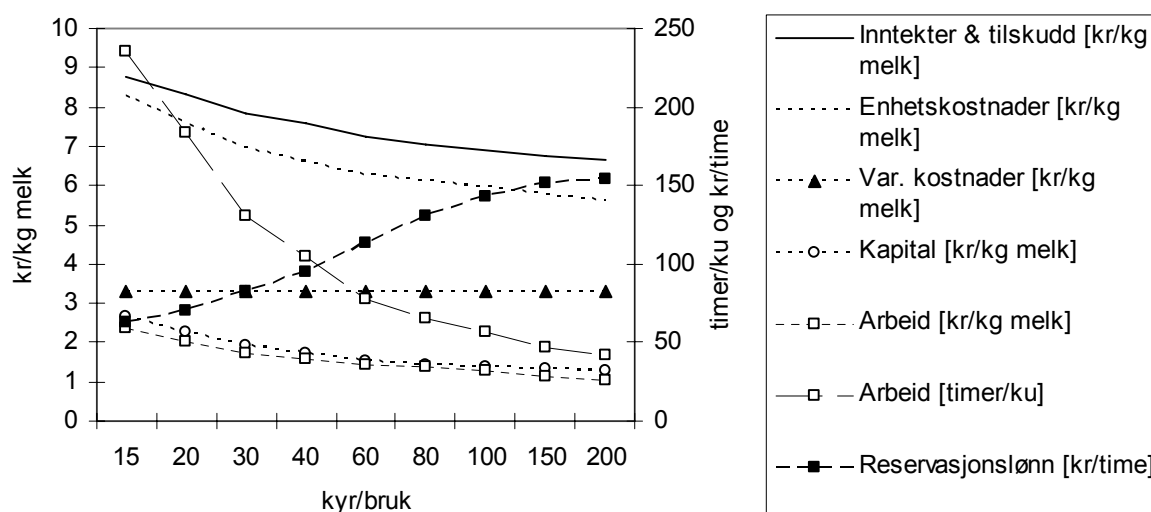 10
9
8
7
6
5
4
3
2
1
0
kr/kg melk
250
200
150
100
50
0
timer/ku og kr/time
15 20 30 40 60 80 100 150 200
kyr/bruk
Inntekter & tilskudd [kr/kg
melk]
Enhetskostnader [kr/kg
melk]
Var. kostnader [kr/kg
melk]
Kapital [kr/kg melk]
Arbeid [kr/kg melk]
Arbeid [timer/ku]
Reservasjonslønn [kr/time]